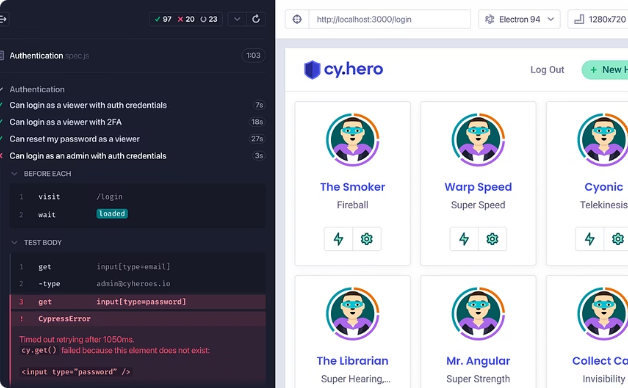 97 20 23
Authentication spec.js 1:03
Authentication
Can login as a viewer with auth credentials 7s
Can login as a viewer with 2FA 18s
Can reset my password as a viewer 27s
Can login as an admin with auth credentials 3s
BEFORE EACH
1 visit /login
2 wait loaded
TEST BODY
1 get input[type=email]
2 -type admin@cyheroes.io
3 get input[type=password]
! CypressError
Timed out retrying after 1050ms.
cy.get() failed because this element does not exist:
<input type="password" />
http://localhost:3000/login
Electron 94
1280x720
cy.hero
Log Out
+ New H
The Smoker
Fireball
Warp Speed
Super Speed
Cyonic
Telekinesis
The Librarian
Super Hearing,...
Mr. Angular
Super Strength
Collect Ca
Invisibility